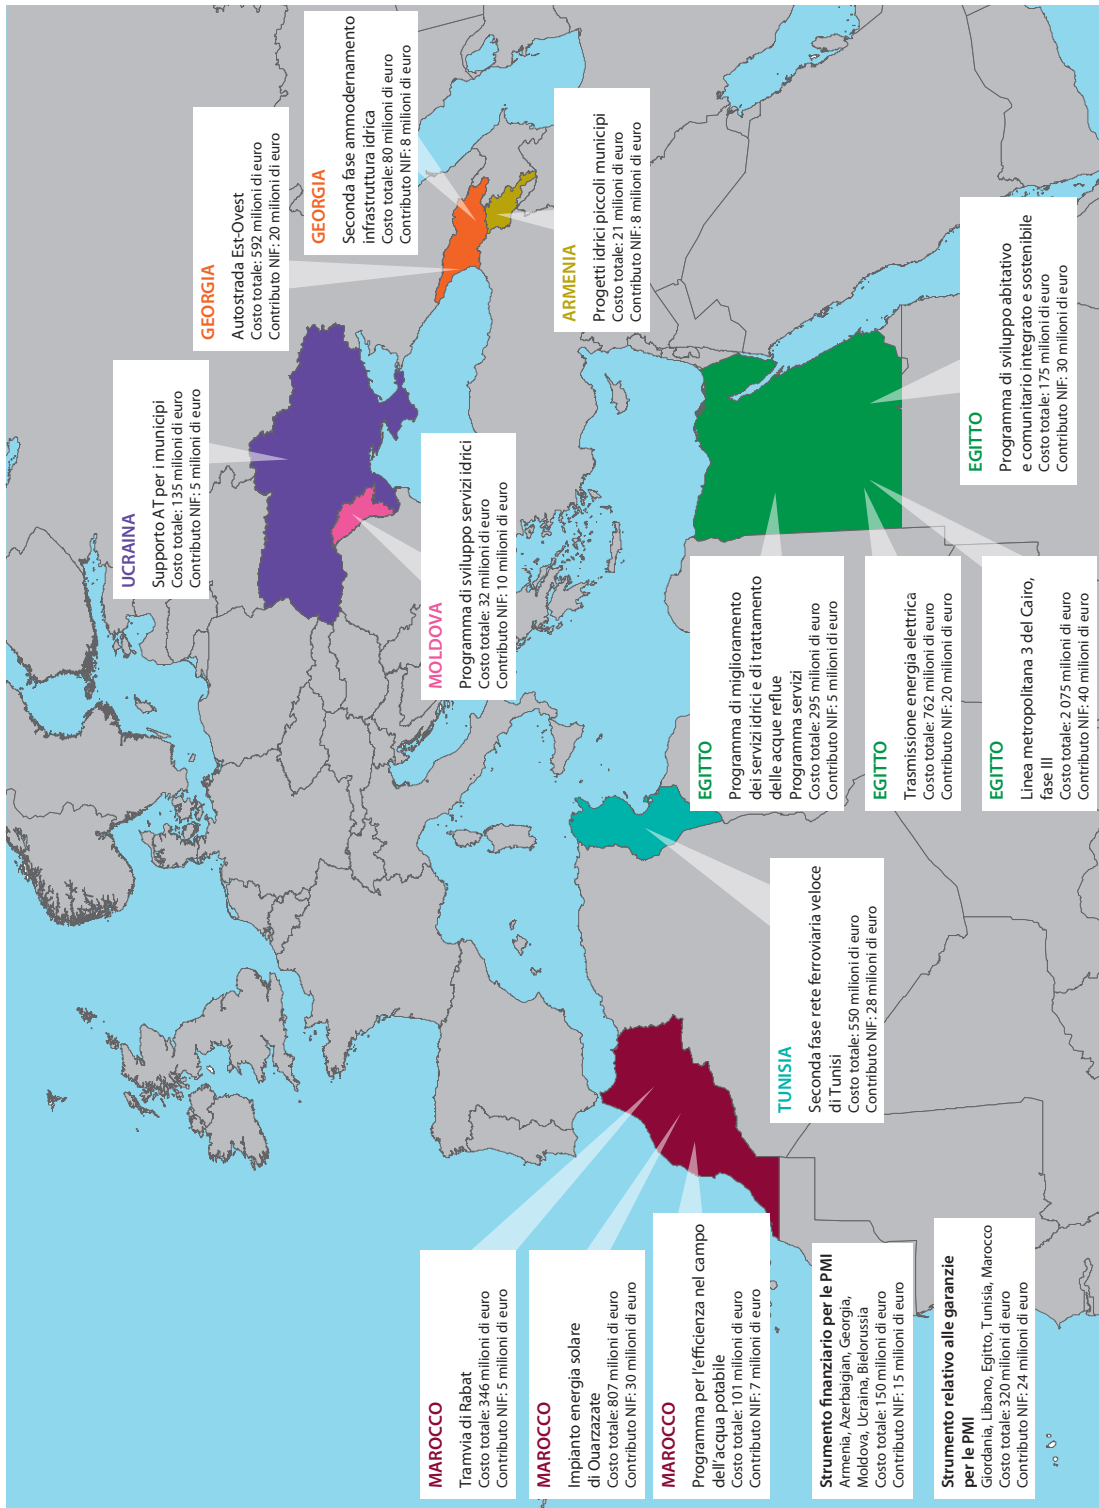 MAROCCO
Tramvia di Rabat
Costo totale: 346 milioni di euro
Contributo NIF: 5 milioni di euro
MAROCCO
Impianto energia solare
di Ouarzazate
Costo totale: 807 milioni di euro
Contributo NIF: 30 milioni di euro
MAROCCO
Programma per l'efficienza nel campo
dell'acqua potabile
Costo totale: 101 milioni di euro
Contributo NIF: 7 milioni di euro
Strumento finanziario per le PMI
Armenia, Azerbaigian, Georgia,
Moldova, Ucraina, Bielorussia
Costo totale: 150 milioni di euro
Contributo NIF: 15 milioni di euro
Strumento relativo alle garanzie
per le PMI
Giordania, Libano, Egitto, Tunisia, Marocco
Costo totale: 320 milioni di euro
Contributo NIF: 24 milioni di euro
TUNISIA
Seconda fase rete ferroviaria veloce
di Tunisi
Costo totale: 550 milioni di euro
Contributo NIF: 28 milioni di euro
UCRAINA
Supporto AT per i municipi
Costo totale: 135 milioni di euro
Contributo NIF: 5 milioni di euro
MOLDOVA
Programma di sviluppo servizi idrici
Costo totale: 32 milioni di euro
Contributo NIF: 10 milioni di euro
EGITTO
Programma di miglioramento
dei servizi idrici e di trattamento
delle acque reflue
Programma servizi
Costo totale: 295 milioni di euro
Contributo NIF: 5 milioni di euro
EGITTO
Trasmissione energia elettrica
Costo totale: 762 milioni di euro
Contributo NIF: 20 milioni di euro
EGITTO
Linea metropolitana 3 del Cairo,
fase III
Costo totale: 2 075 milioni di euro
Contributo NIF: 40 milioni di euro
GEORGIA
Autostrada Est-Ovest
Costo totale: 592 milioni di euro
Contributo NIF: 20 milioni di euro
GEORGIA
Seconda fase ammodernamento
infrastruttura idrica
Costo totale: 80 milioni di euro
Contributo NIF: 8 milioni di euro
ARMENIA
Progetti idrici piccoli municipi
Costo totale: 21 milioni di euro
Contributo NIF: 8 milioni di euro
EGITTO
Programma di sviluppo abitativo
e comunitario integrato e sostenibile
Costo totale: 175 milioni di euro
Contributo NIF: 30 milioni di euro